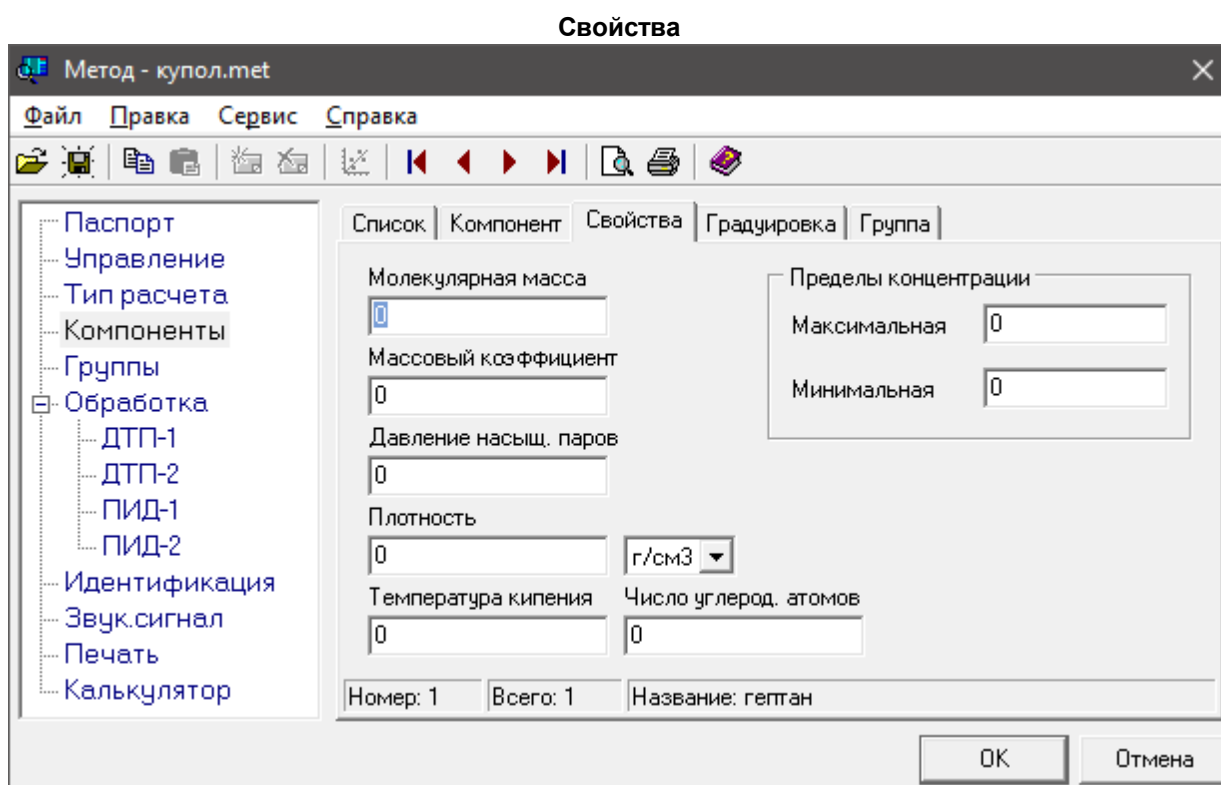 Свойства
Метод - купол.met
Файл Правка Сервис Справка
Паспорт
Управление
Тип расчета
Компоненты
Группы
Обработка
ДТП-1
ДТП-2
ПИД-1
ПИД-2
Идентификация
Звук.сигнал
Печать
Калькулятор
Список Компонент Свойства Градуировка Группа
Молекулярная масса
0
Массовый коэффициент
0
Давление насыщ. паров
0
Плотность
0 г/см3
Температура кипения Число углерод. атомов
0 0
Пределы концентрации
Максимальная 0
Минимальная 0
Номер: 1 Всего: 1 Название: гептан
OK Отмена